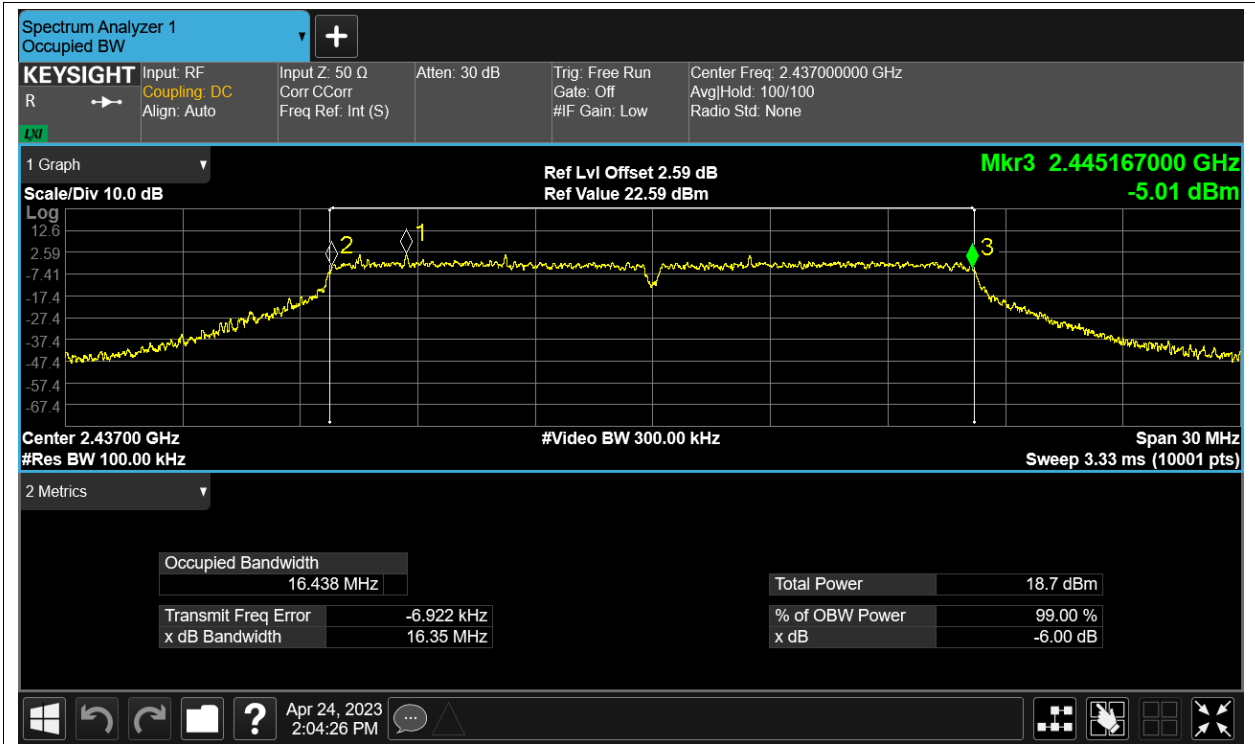 Spectrum Analyzer 1
Occupied BW
KEYSIGHT
R
LXI
Input: RF
Coupling: DC
Align: Auto
Input Z: 50 Ω
Corr CCorr
Freq Ref: Int (S)
Atten: 30 dB
Trig: Free Run
Gate: Off
#IF Gain: Low
Center Freq: 2.437000000 GHz
Avg|Hold: 100/100
Radio Std: None
1 Graph
Scale/Div 10.0 dB
Ref Lvl Offset 2.59 dB
Ref Value 22.59 dBm
Mkr3 2.445167000 GHz
-5.01 dBm
Log
12.6
2.59
-7.41
-17.4
-27.4
-37.4
-47.4
-57.4
-67.4
2
1
3
Center 2.43700 GHz
#Res BW 100.00 kHz
#Video BW 300.00 kHz
Span 30 MHz
Sweep 3.33 ms (10001 pts)
2 Metrics
Occupied Bandwidth
16.438 MHz
Transmit Freq Error -6.922 kHz
x dB Bandwidth 16.35 MHz
Total Power 18.7 dBm
% of OBW Power 99.00 %
x dB -6.00 dB
?
Apr 24, 2023
2:04:26 PM